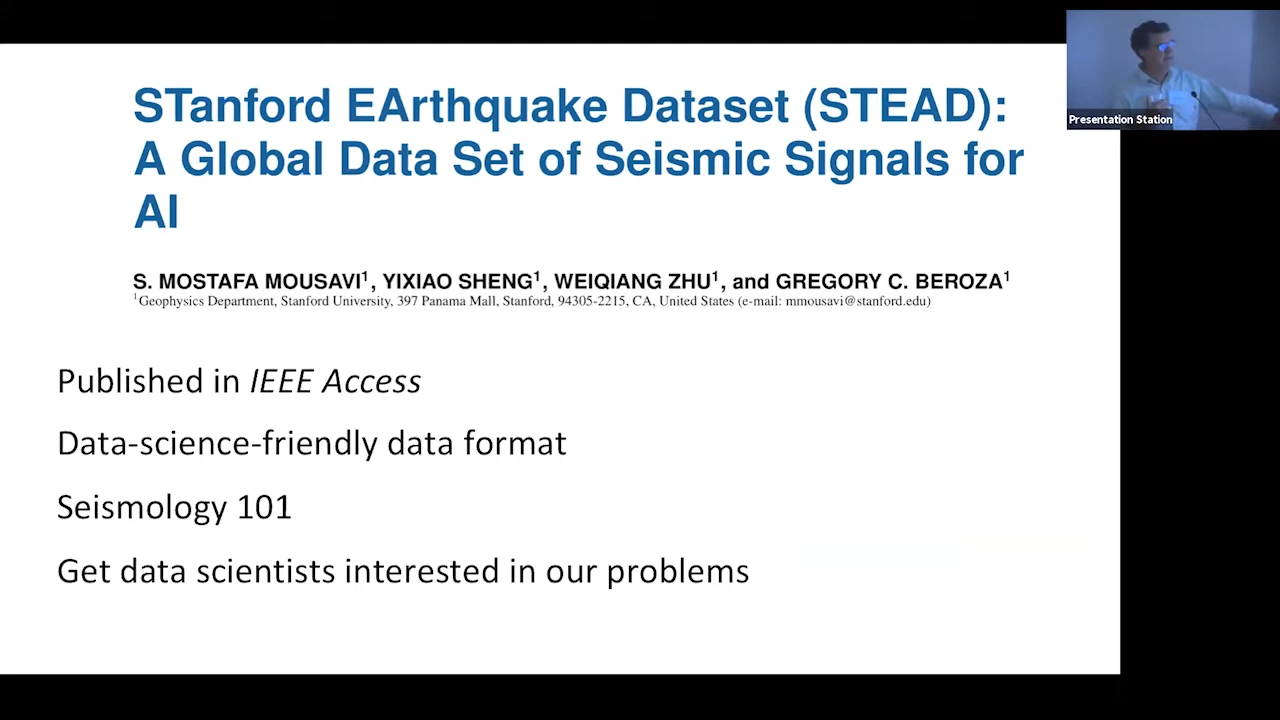 STanford EArthquake Dataset (STEAD):
A Global Data Set of Seismic Signals for
AI
S. MOSTAFA MOUSAVI¹, YIXIAO SHENG¹, WEIQIANG ZHU¹, and GREGORY C. BEROZA¹
¹Geophysics Department, Stanford University, 397 Panama Mall, Stanford, 94305-2215, CA, United States (e-mail: mmousavi@stanford.edu)
Published in IEEE Access
Data-science-friendly data format
Seismology 101
Get data scientists interested in our problems
Presentation Station